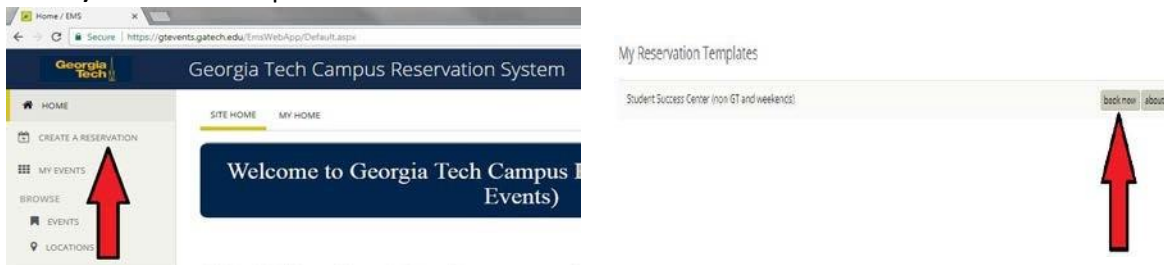 Home / EMS
Secure | https://gtevents.gatech.edu/EmsWebApp/Default.aspx
Georgia
Tech
Georgia Tech Campus Reservation System
HOME
SITE HOME MY HOME
CREATE A RESERVATION
MY EVENTS
Welcome to Georgia Tech Campus
Events)
BROWSE
EVENTS
LOCATIONS
My Reservation Templates
Student Success Center (non GT and weekends)
book now about